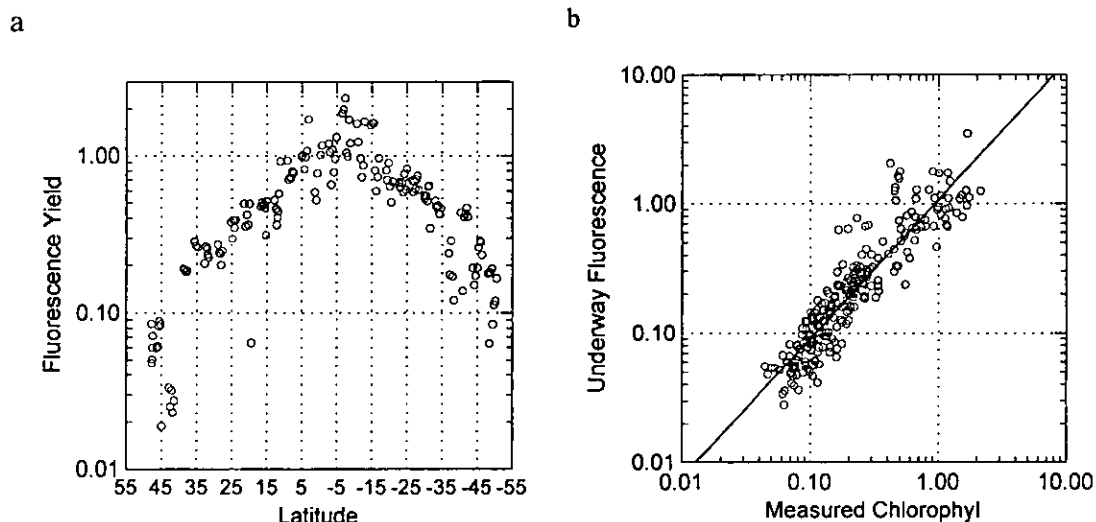 a
b
1.00
0.10
0.01
Fluorescence Yield
55 45 35 25 15 5 -5 -15 -25 -35 -45 -55
Latitude
10.00
1.00
0.10
0.01
Underway Fluorescence
0.01 0.10 1.00 10.00
Measured Chlorophyl